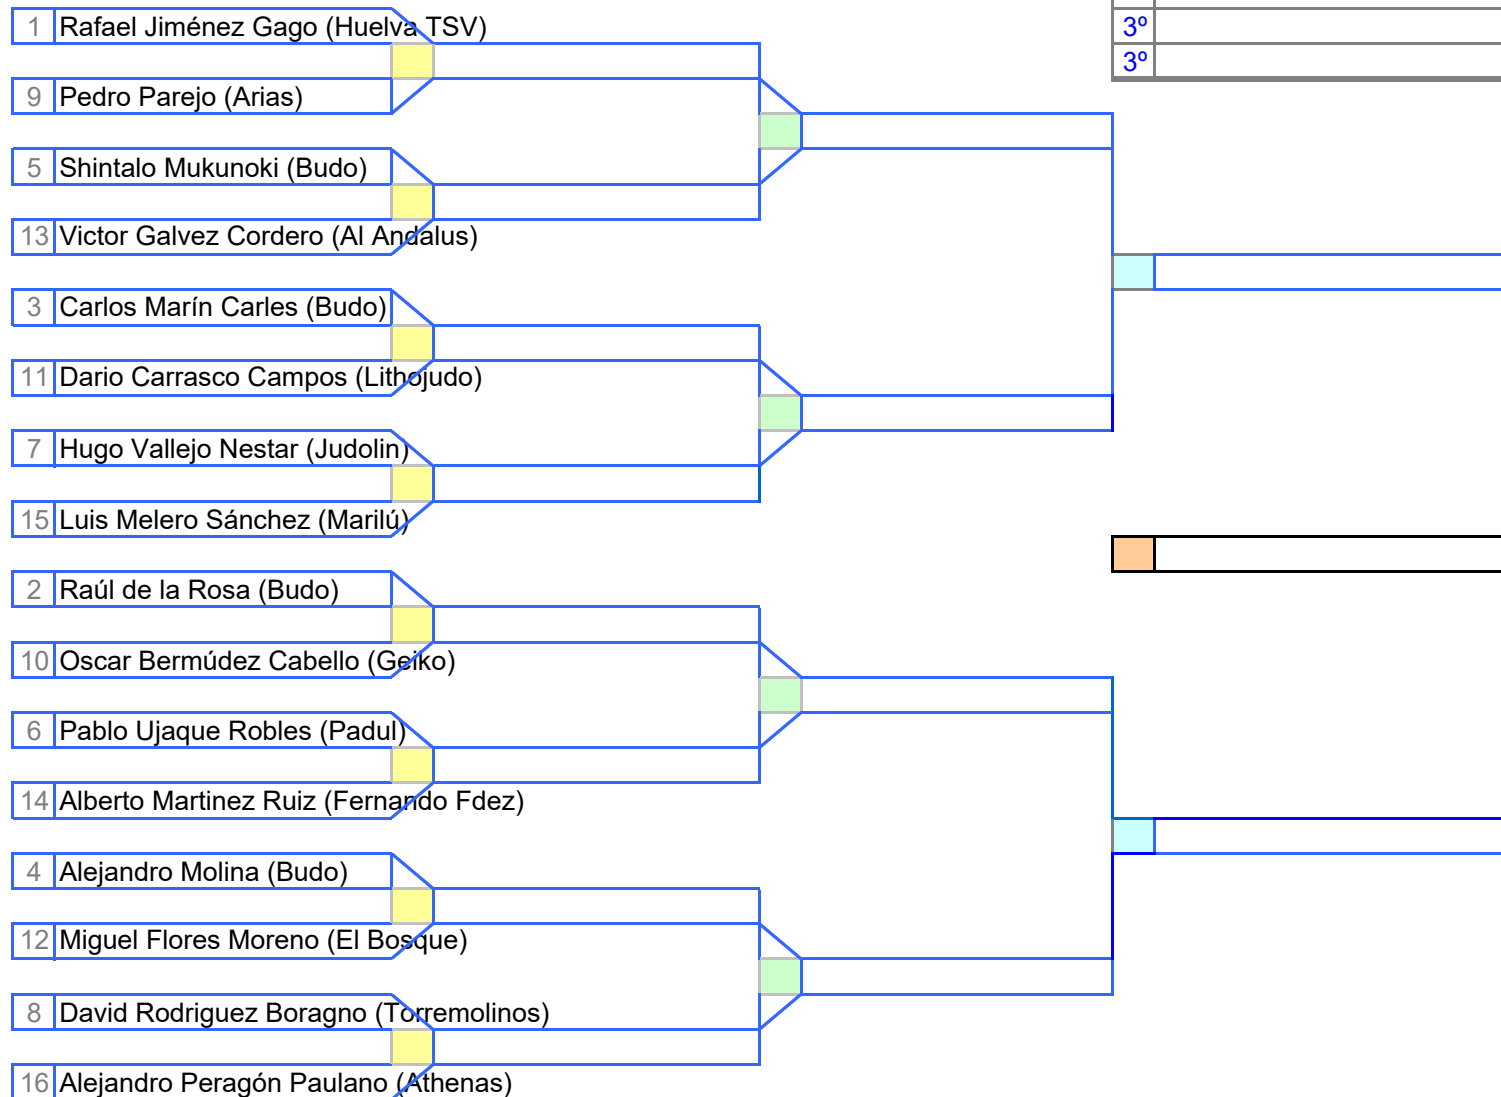 1 Rafael Jiménez Gago (Huelva TSV)
3º
3º
9 Pedro Parejo (Arias)
5 Shintalo Mukunoki (Budo)
13 Victor Galvez Cordero (Al Andalus)
3 Carlos Marín Carles (Budo)
11 Dario Carrasco Campos (Lithojudo)
7 Hugo Vallejo Nestar (Judolin)
15 Luis Melero Sánchez (Marilú)
2 Raúl de la Rosa (Budo)
10 Oscar Bermúdez Cabello (Geiko)
6 Pablo Ujaque Robles (Padul)
14 Alberto Martinez Ruiz (Fernando Fdez)
4 Alejandro Molina (Budo)
12 Miguel Flores Moreno (El Bosque)
8 David Rodriguez Boragno (Torremolinos)
16 Alejandro Peragón Paulano (Athenas)